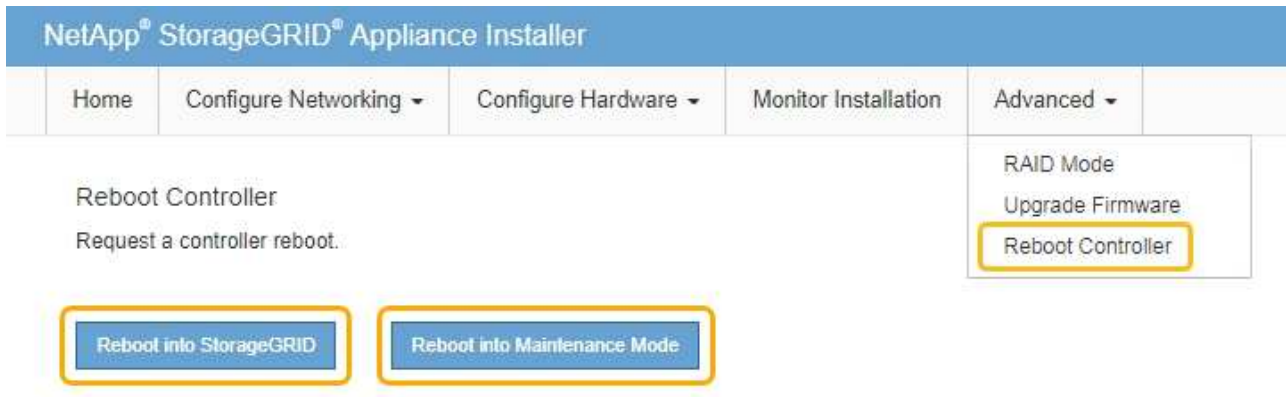 NetApp® StorageGRID® Appliance Installer
Home
Configure Networking
Configure Hardware
Monitor Installation
Advanced
RAID Mode
Upgrade Firmware
Reboot Controller
Reboot Controller
Request a controller reboot.
Reboot into StorageGRID
Reboot into Maintenance Mode